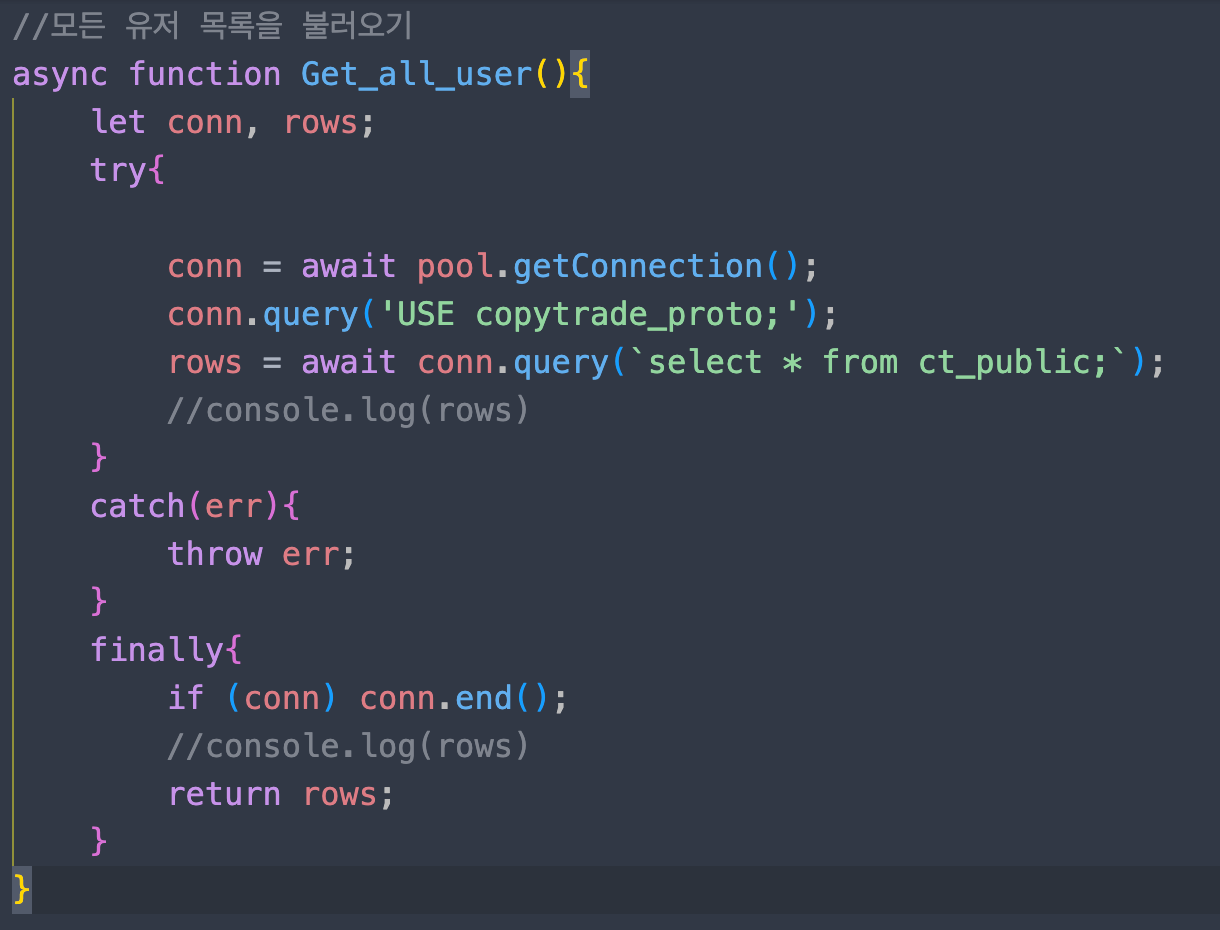 //모든 유저 목록을 불러오기
async function Get_all_user(){
    let conn, rows;
    try{

        conn = await pool.getConnection();
        conn.query('USE copytrade_proto;');
        rows = await conn.query(`select * from ct_public;`);
        //console.log(rows)
    }
    catch(err){
        throw err;
    }
    finally{
        if (conn) conn.end();
        //console.log(rows)
        return rows;
    }
}